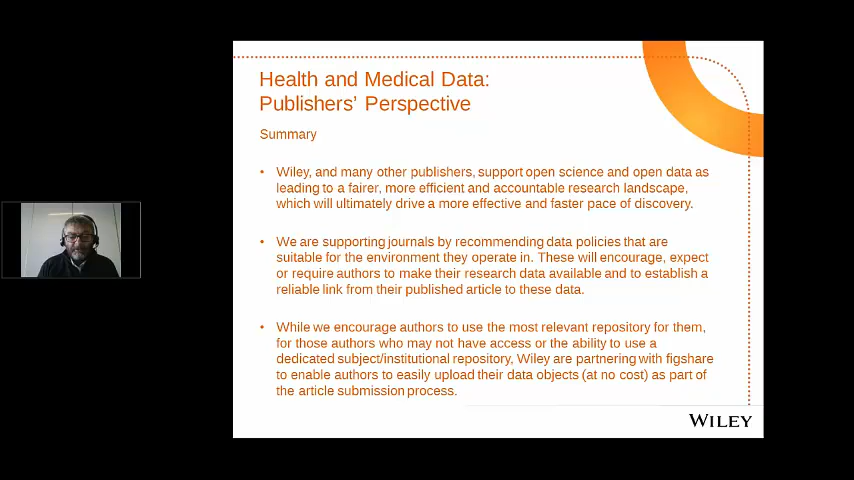 Health and Medical Data:
Publishers' Perspective
Summary
• Wiley, and many other publishers, support open science and open data as
leading to a fairer, more efficient and accountable research landscape,
which will ultimately drive a more effective and faster pace of discovery.
• We are supporting journals by recommending data policies that are
suitable for the environment they operate in. These will encourage, expect
or require authors to make their research data available and to establish a
reliable link from their published article to these data.
• While we encourage authors to use the most relevant repository for them,
for those authors who may not have access or the ability to use a
dedicated subject/institutional repository, Wiley are partnering with figshare
to enable authors to easily upload their data objects (at no cost) as part of
the article submission process.
WILEY